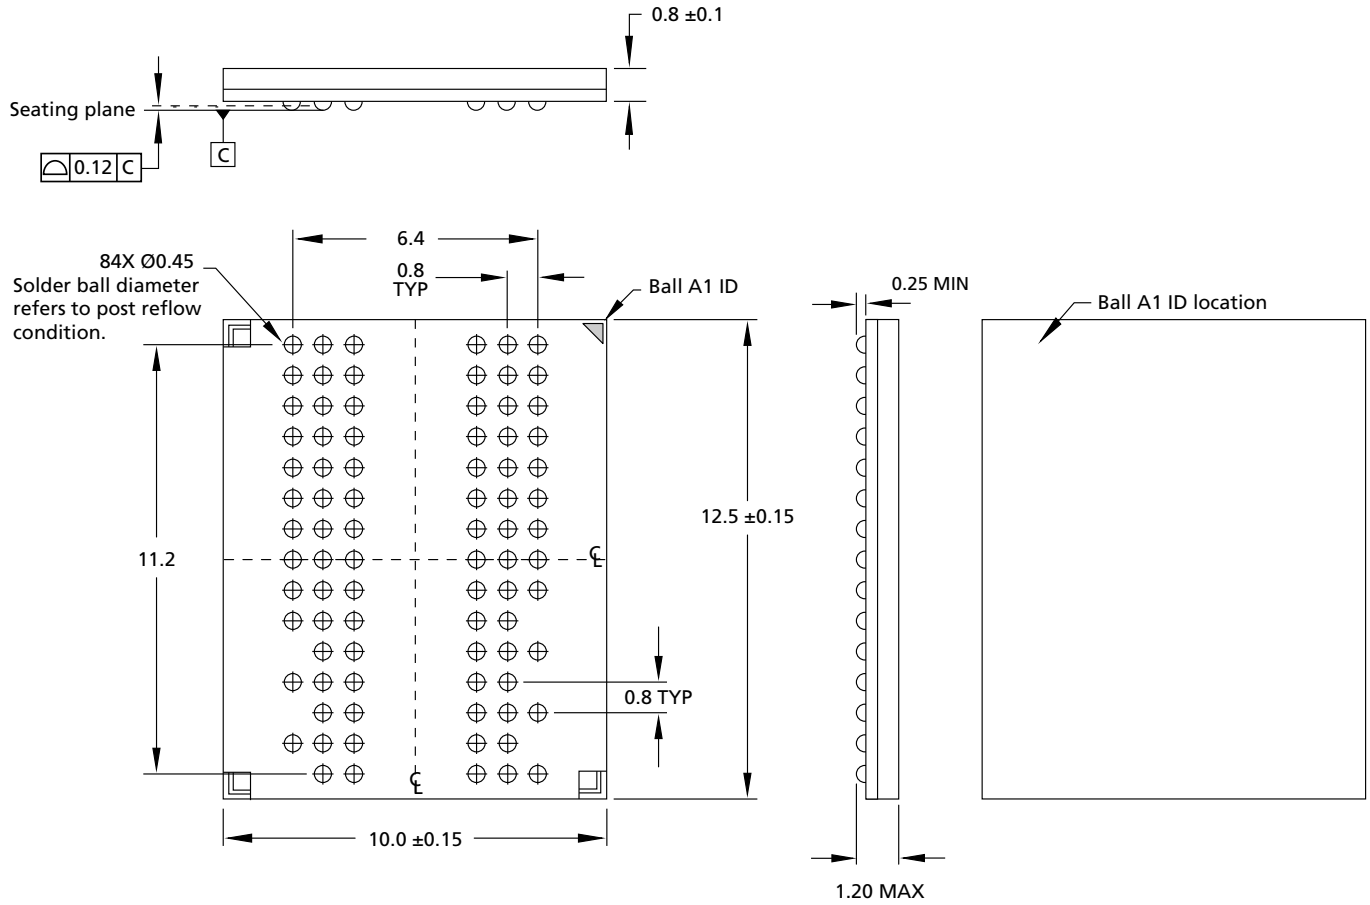 0.8 ±0.1
Seating plane
0.12 C
C
6.4
84X Ø0.45
Solder ball diameter
refers to post reflow
condition.
0.8
TYP
Ball A1 ID
0.25 MIN
Ball A1 ID location
12.5 ±0.15
11.2
℄
0.8 TYP
℄
10.0 ±0.15
1.20 MAX